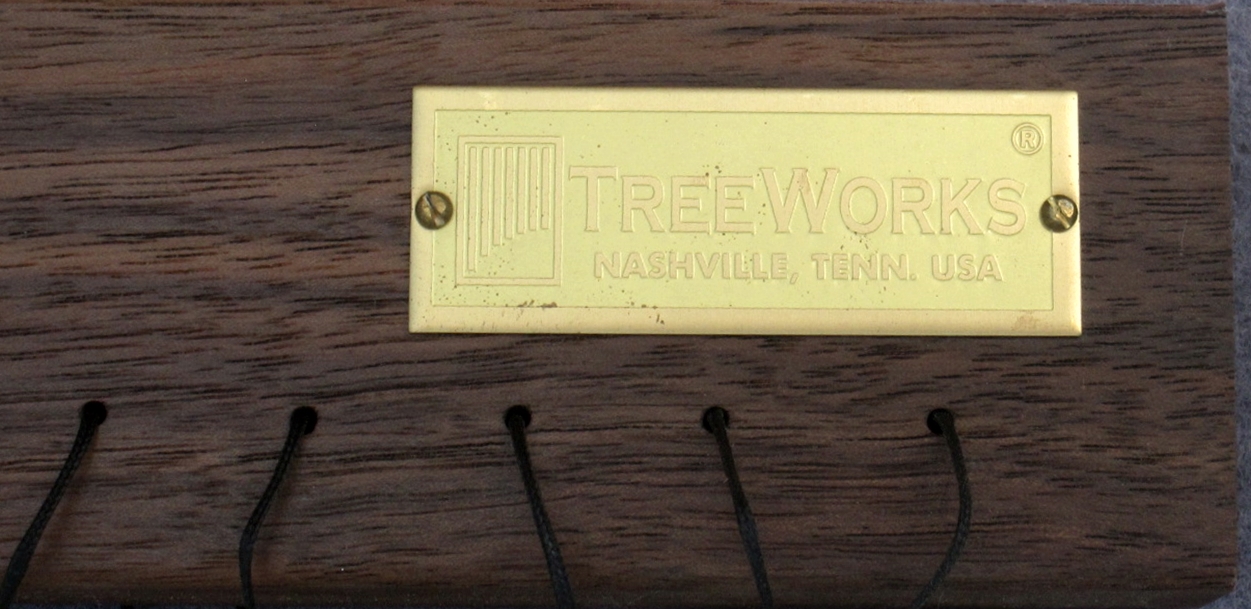 ®
TREEWORKS
NASHVILLE, TENN. USA